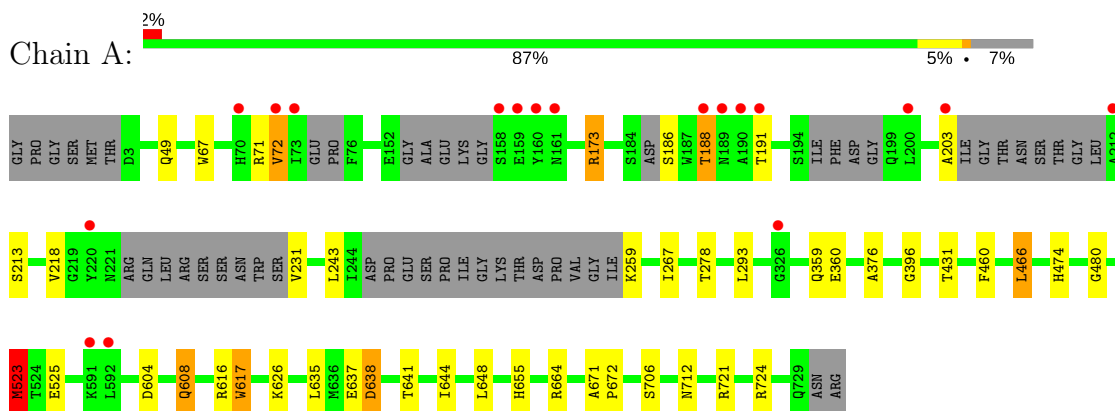 2%
Chain A:
87% 5% • 7%
GLY PRO GLY SER MET THR D3 Q49 W67 H70 R71 V72 I73 GLU PRO F76 E152 GLY ALA GLU LYS GLY S158 E159 Y160 N161 R173 S184 ASP S186 W187 T188 N189 A190 T191 S194 ILE PHE ASP GLY Q199 L200 A203 ILE GLY THR ASN SER THR GLY LEU A212
S213 V218 G219 Y220 N221 ARG GLN LEU ARG SER SER ASN TRP SER V231 L243 I244 ASP PRO GLU SER PRO ILE GLY LYS THR ASP PRO VAL GLY ILE K259 I267 T278 L293 G326 Q359 E360 A376 G396 T431 F460 L466 H474 G480
M523 T524 E525 K591 L592 D604 Q608 R616 W617 K626 L635 M636 E637 D638 T641 I644 L648 H655 R664 A671 P672 S706 N712 R721 R724 Q729 ASN ARG